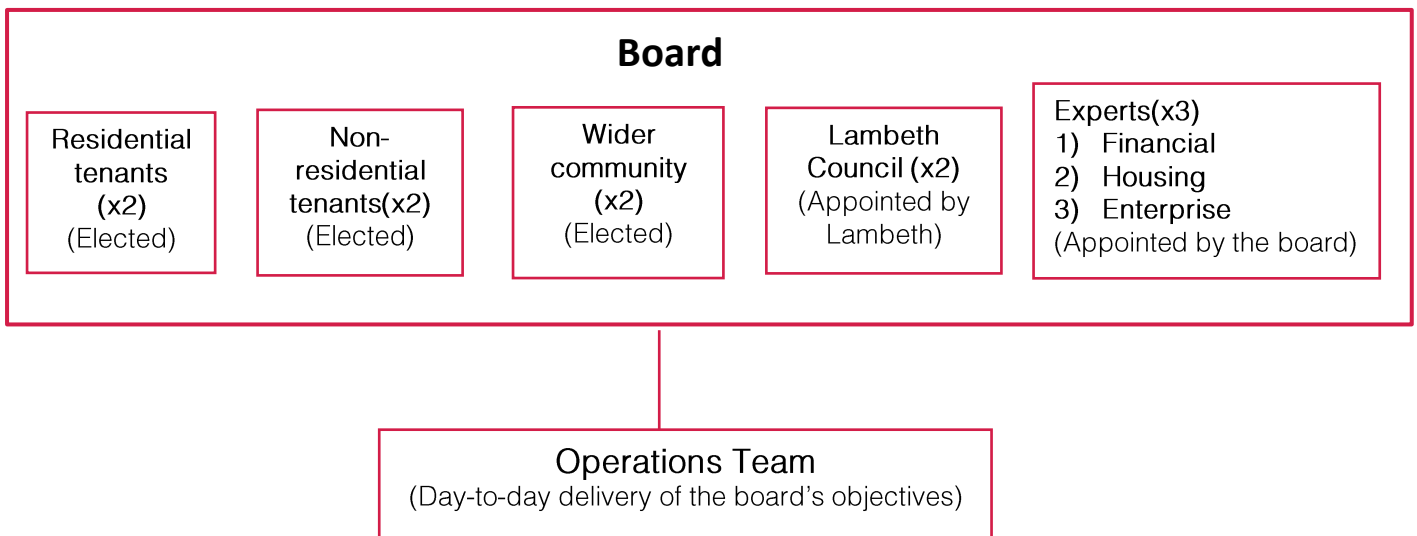 Board
Residential
tenants
(x2)
(Elected)
Non-
residential
tenants(x2)
(Elected)
Wider
community
(x2)
(Elected)
Lambeth
Council (x2)
(Appointed by
Lambeth)
Experts(x3)
1) Financial
2) Housing
3) Enterprise
(Appointed by the board)
Operations Team
(Day-to-day delivery of the board’s objectives)